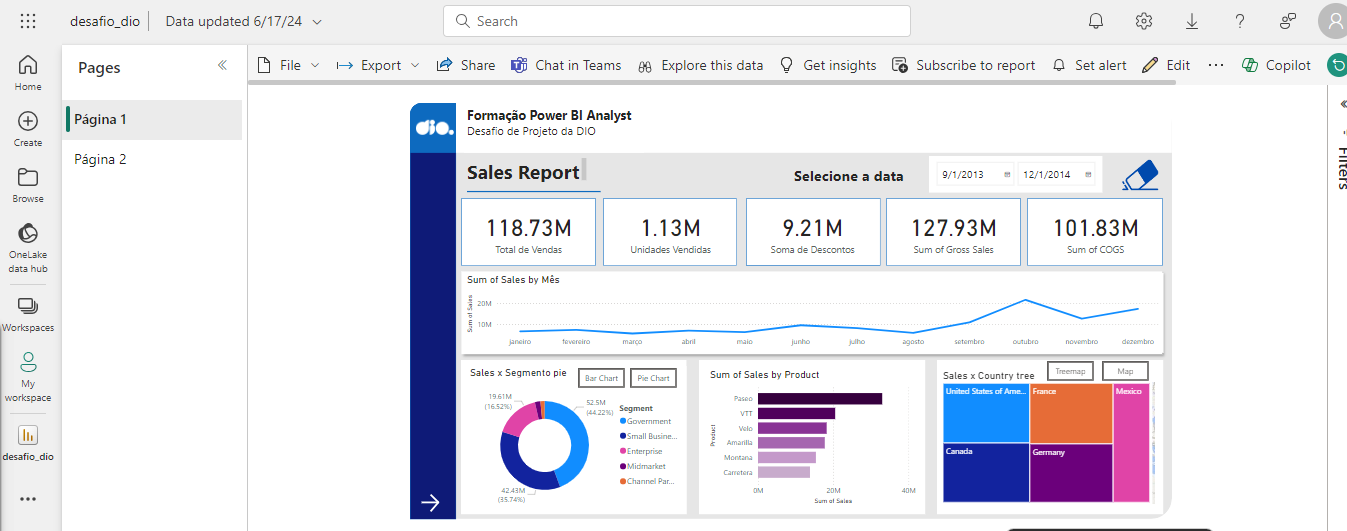 desafio_dio
Data updated 6/17/24
Search
Home
Create
Browse
OneLake
data hub
Workspaces
My
workspace
desafio_dio
Pages
Página 1
Página 2
File
Export
Share
Chat in Teams
Explore this data
Get insights
Subscribe to report
Set alert
Edit
Copilot
Filters
dio.
Formação Power BI Analyst
Desafio de Projeto da DIO
Sales Report
Selecione a data
9/1/2013
12/1/2014
118.73M
Total de Vendas
1.13M
Unidades Vendidas
9.21M
Soma de Descontos
127.93M
Sum of Gross Sales
101.83M
Sum of COGS
Sum of Sales by Mês
Sum of Sales
20M
10M
janeiro fevereiro março abril maio junho julho agosto setembro outubro novembro dezembro
Sales x Segmento pie
Bar Chart
Pie Chart
19.61M
(16.52%)
52.5M
(44.22%)
42.43M
(35.74%)
Segment
Government
Small Busine...
Enterprise
Midmarket
Channel Par...
Sum of Sales by Product
Product
Paseo
VTT
Velo
Amarilla
Montana
Carretera
0M 20M 40M
Sum of Sales
Sales x Country tree
Treemap
Map
United States of Ame...
France
Mexico
Canada
Germany